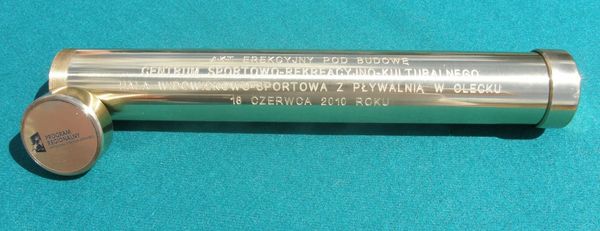 AKT EREKCYJNY POD BUDOWĘ
CENTRUM SPORTOWO-REKREACYJNO-KULTURALNEGO
HALA WIDOWISKOWO-SPORTOWA Z PŁYWALNIĄ W OLECKU
16 CZERWCA 2010 ROKU
PROGRAM
REGIONALNY